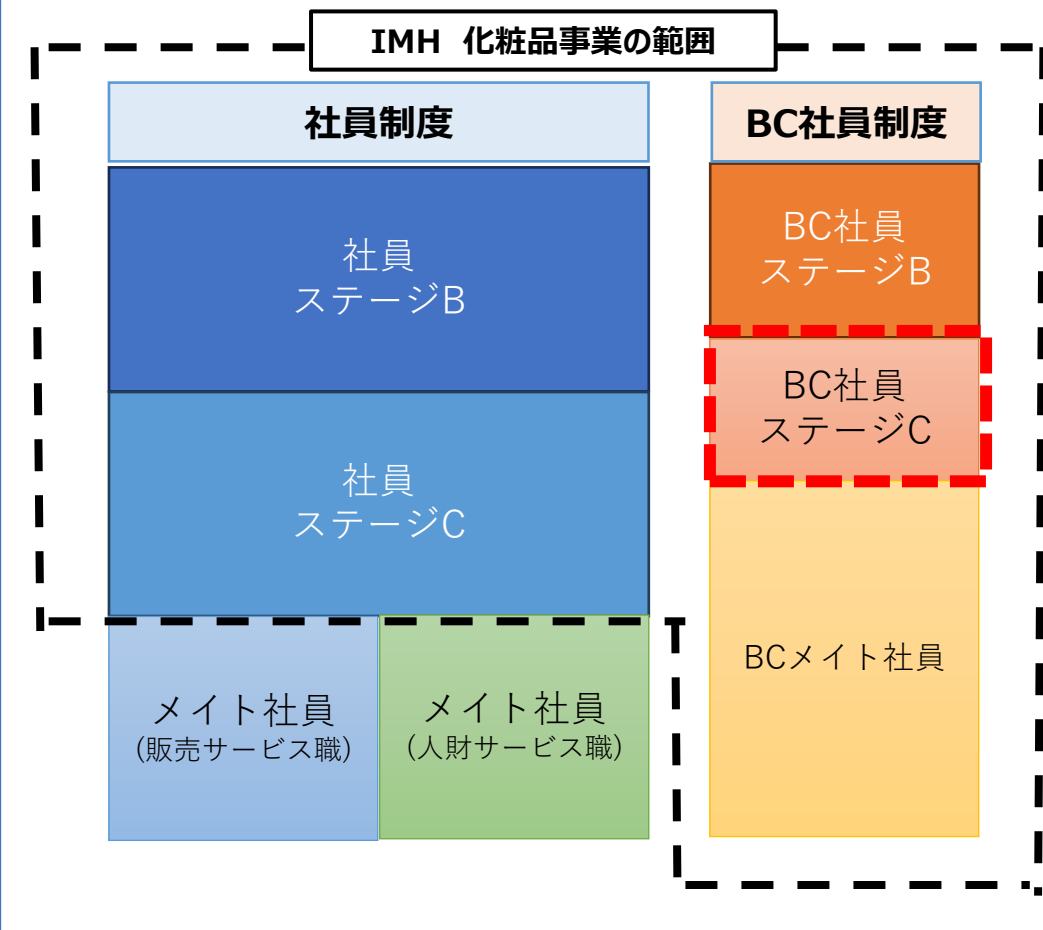 IMH 化粧品事業の範囲
社員制度
BC社員制度
社員
ステージB
BC社員
ステージB
BC社員
ステージC
社員
ステージC
メイト社員
(販売サービス職)
メイト社員
(人財サービス職)
BCメイト社員